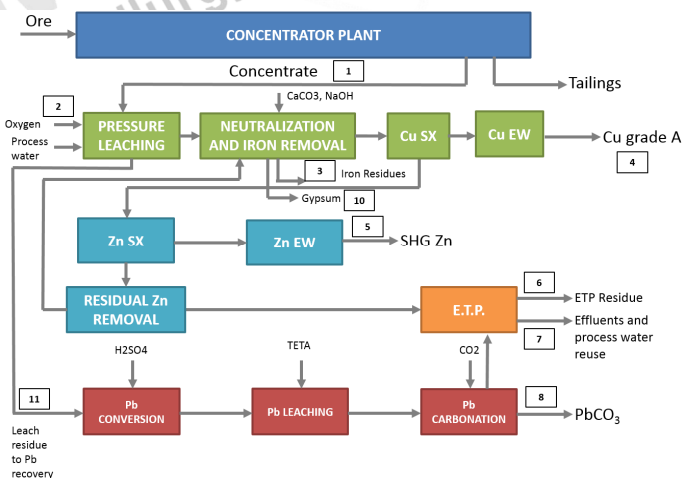 Ore
CONCENTRATOR PLANT
Concentrate
1
Tailings
CaCO3, NaOH
2
Oxygen
Process
water
PRESSURE
LEACHING
NEUTRALIZATION
AND IRON REMOVAL
Cu SX
Cu EW
Cu grade A
4
3
Iron Residues
Gypsum
10
5
Zn SX
Zn EW
SHG Zn
RESIDUAL Zn
REMOVAL
E.T.P.
6
ETP Residue
Effluents and
process water
reuse
7
H2SO4
TETA
CO2
11
Pb
CONVERSION
Pb LEACHING
Pb
CARBONATION
8
PbCO3
Leach
residue
to Pb
recovery